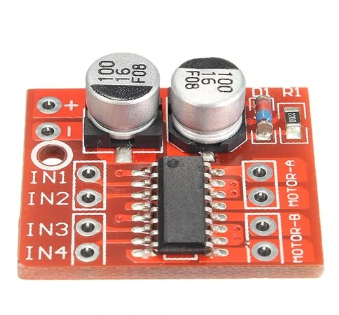 100
16
F08
100
16
F08
D1
R1
+
-
IN1
IN2
IN3
IN4
MOTOR-A
MOTOR-B